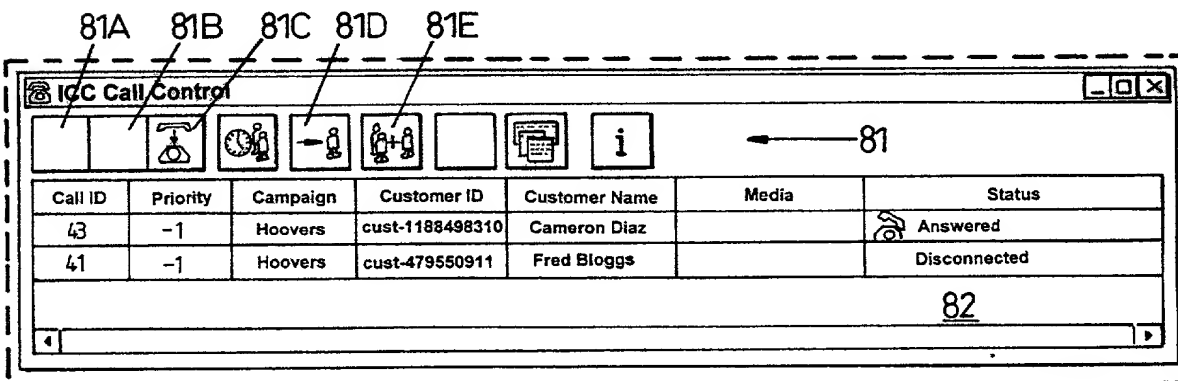 81A 81B 81C 81D 81E
ICC Call Control
i 81
Call ID Priority Campaign Customer ID Customer Name Media Status
43 -1 Hoovers cust-1188498310 Cameron Diaz Answered
41 -1 Hoovers cust-479550911 Fred Bloggs Disconnected
82